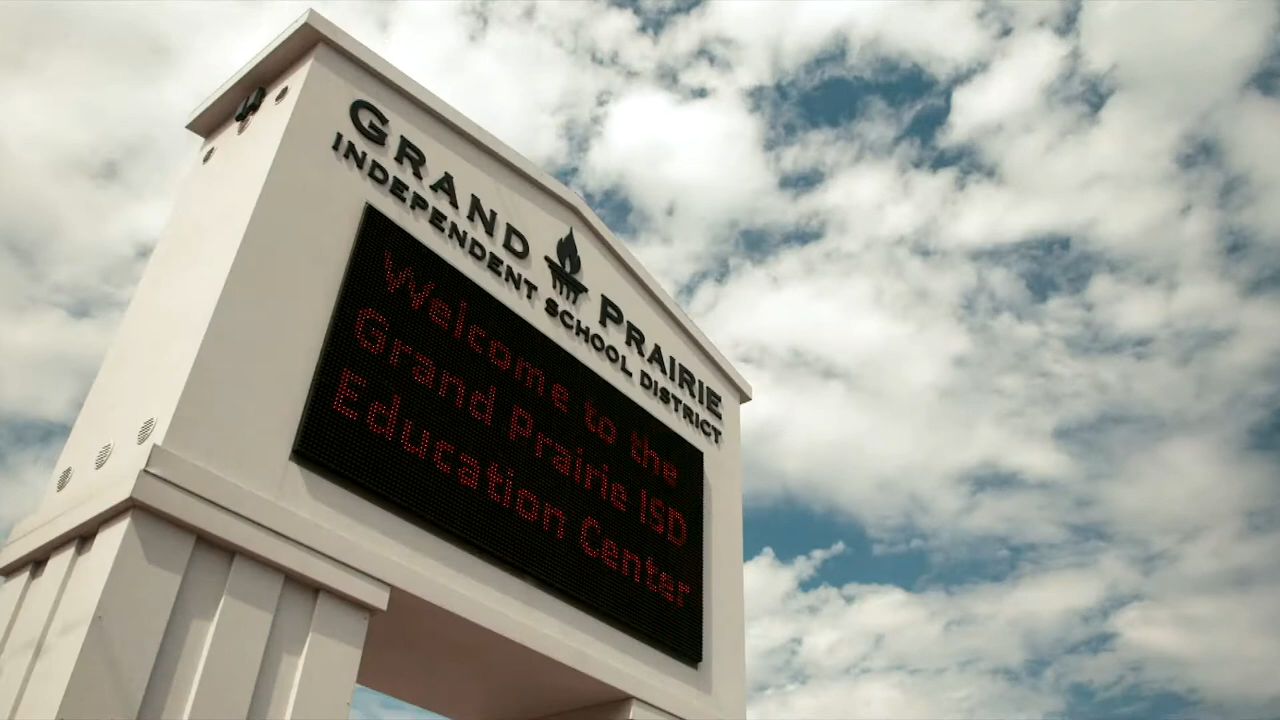 GRAND PRAIRIE
INDEPENDENT SCHOOL DISTRICT
Welcome to the
Grand Prairie ISD
Education Center